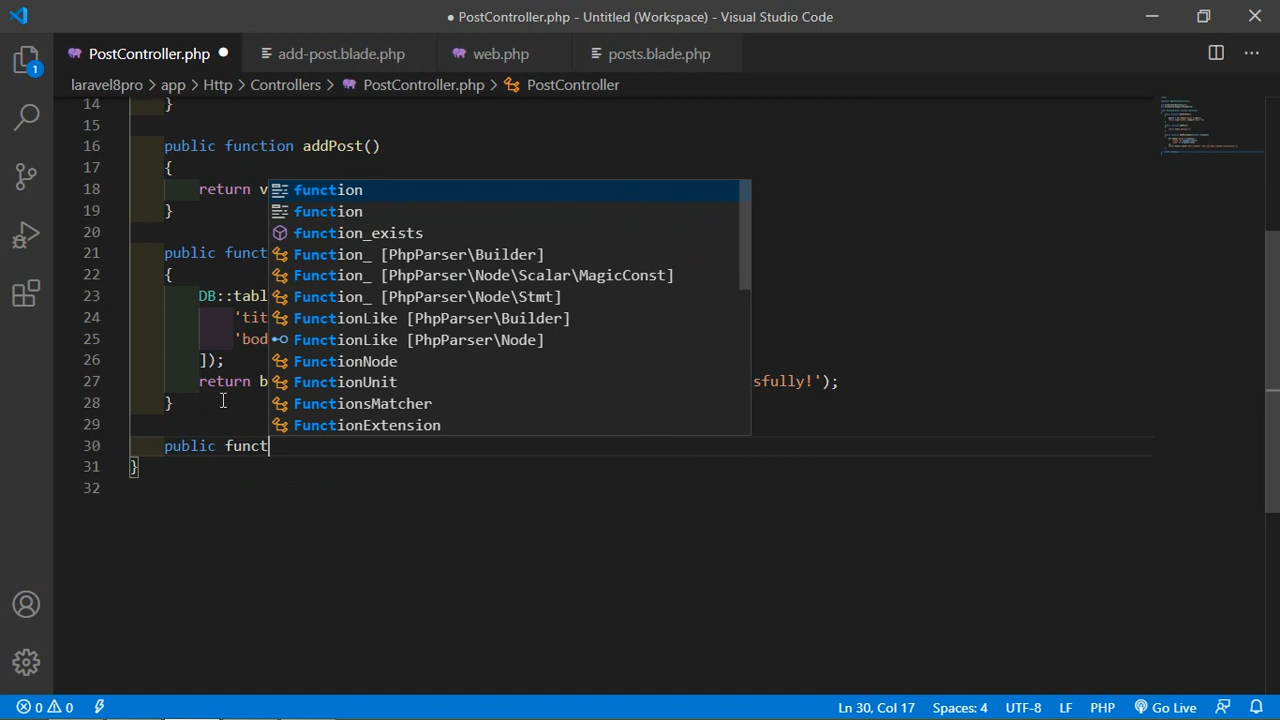 PostController.php - Untitled (Workspace) - Visual Studio Code
PostController.php add-post.blade.php web.php posts.blade.php
laravel8pro > app > Http > Controllers > PostController.php > PostController
1
14 }
15
16 public function addPost()
17 {
18 return v
19 }
20
21 public funct
22 {
23 DB::tabl
24 'tit
25 'bod
26 ]);
27 return b sfully!');
28 }
29
30 public funct
31 }
32
function
function
function_exists
Function_ [PhpParser\Builder]
Function_ [PhpParser\Node\Scalar\MagicConst]
Function_ [PhpParser\Node\Stmt]
FunctionLike [PhpParser\Builder]
FunctionLike [PhpParser\Node]
FunctionNode
FunctionUnit
FunctionsMatcher
FunctionExtension
0 0 Ln 30, Col 17 Spaces: 4 UTF-8 LF PHP Go Live